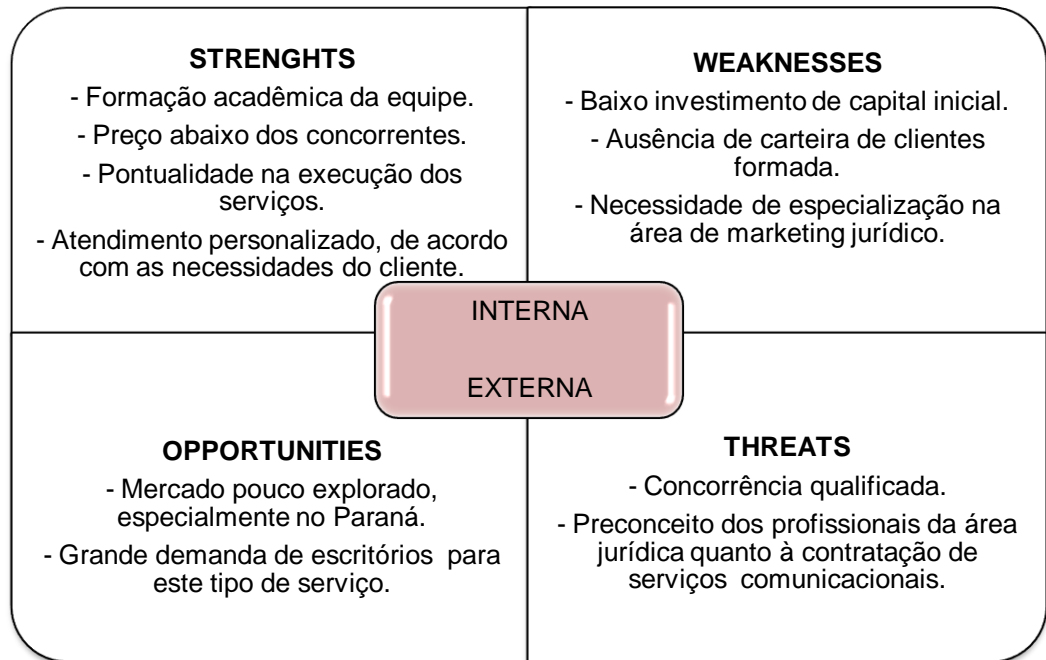 STRENGHTS
- Formação acadêmica da equipe.
- Preço abaixo dos concorrentes.
- Pontualidade na execução dos
serviços.
- Atendimento personalizado, de acordo
com as necessidades do cliente.
WEAKNESSES
- Baixo investimento de capital inicial.
- Ausência de carteira de clientes
formada.
- Necessidade de especialização na
área de marketing jurídico.
INTERNA
EXTERNA
OPPORTUNITIES
- Mercado pouco explorado,
especialmente no Paraná.
- Grande demanda de escritórios para
este tipo de serviço.
THREATS
- Concorrência qualificada.
- Preconceito dos profissionais da área
jurídica quanto à contratação de
serviços comunicacionais.